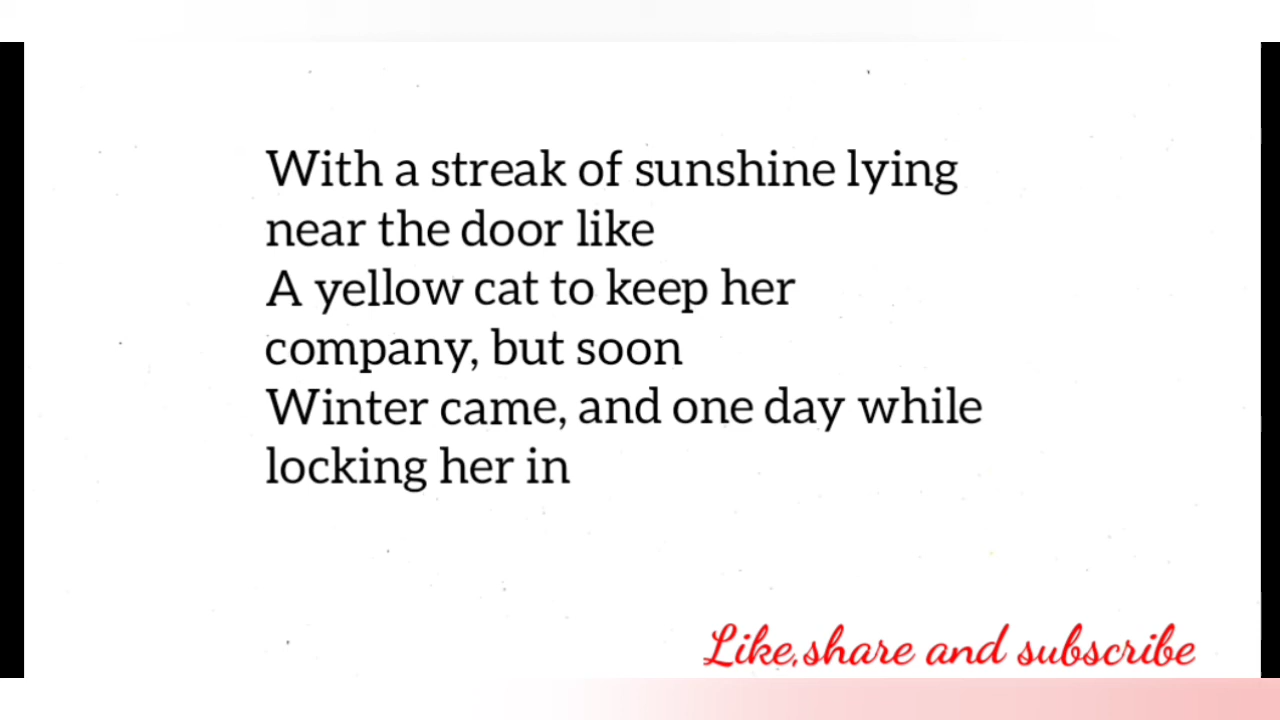 With a streak of sunshine lying
near the door like
A yellow cat to keep her
company, but soon
Winter came, and one day while
locking her in
Like,share and subscribe